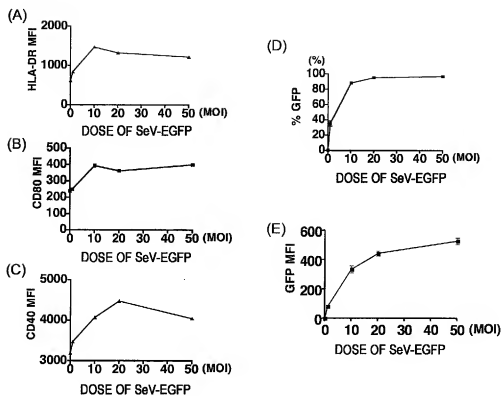 (A)
HLA-DR MFI
2000
1000
0
0 10 20 30 40 50 (MOI)
DOSE OF SeV-EGFP
(B)
CD80 MFI
500
400
300
200
100
0
0 10 20 30 40 50 (MOI)
DOSE OF SeV-EGFP
(C)
CD40 MFI
5000
4000
3000
0 10 20 30 40 50 (MOI)
DOSE OF SeV-EGFP
(D)
(%)
% GFP
100
80
60
40
20
0
0 10 20 30 40 50 (MOI)
DOSE OF SeV-EGFP
(E)
GFP MFI
600
400
200
0
0 10 20 30 40 50 (MOI)
DOSE OF SeV-EGFP